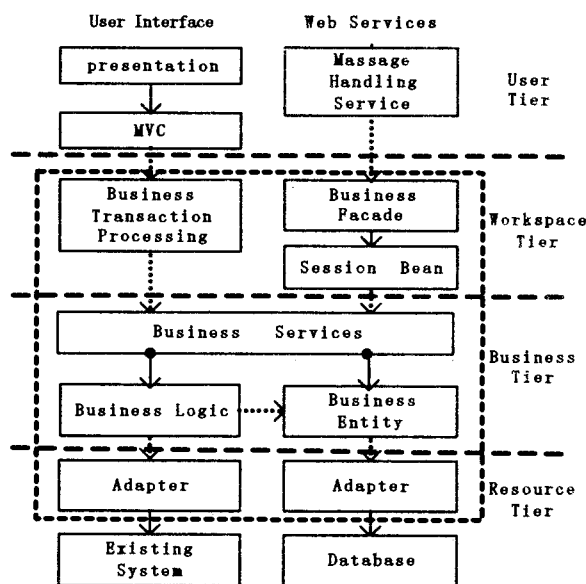 User Interface
Web Services
presentation
Massage
Handling
Service
User
Tier
MVC
Business
Transaction
Processing
Business
Facade
Workspace
Tier
Session Bean
Business Services
Business
Tier
Business Logic
Business
Entity
Adapter
Adapter
Resource
Tier
Existing
System
Database